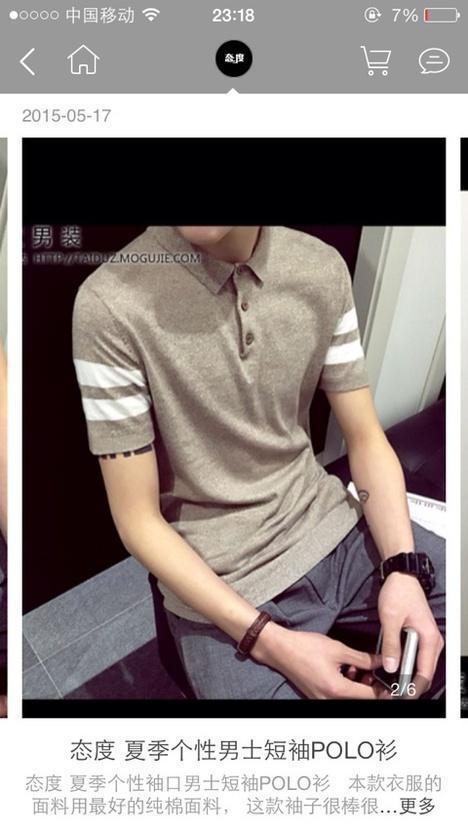 中国移动 23:18 7%
态度
2015-05-17
男装
HTTP://TAIDUZ.MOGUJIE.COM
2/6
态度 夏季个性男士短袖POLO衫
态度 夏季个性袖口男士短袖POLO衫 本款衣服的
面料用最好的纯棉面料， 这款袖子很棒很...更多